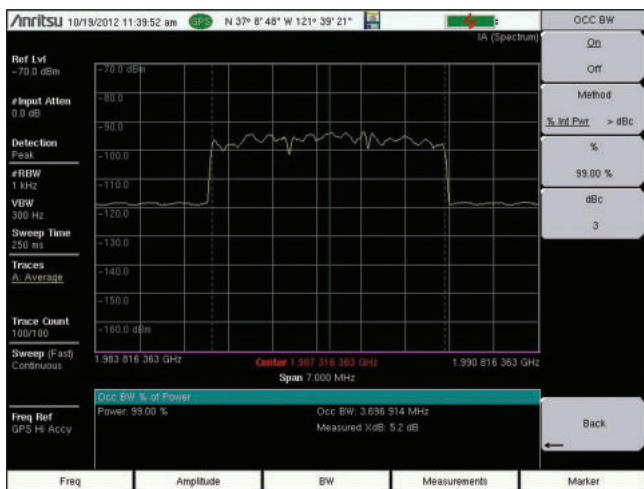 Anritsu 10/19/2012 11:39:52 am GPS N 37° 8' 48" W 121° 39' 21"
OCC BW
IA (Spectrum)
On
Off
Method
% Int Pwr > dBc
%
99.00 %
dBc
3
Back
Ref Lvl
-70.0 dBm
#Input Atten
0.0 dB
Detection
Peak
#RBW
1 kHz
VBW
300 Hz
Sweep Time
250 ms
Traces
A: Average
Trace Count
100/100
Sweep (Fast)
Continuous
Freq Ref
GPS Hi Accy
-70.0 dBm
-80.0
-90.0
-100.0
-110.0
-120.0
-130.0
-140.0
-150.0
-160.0 dBm
1.983 816 363 GHz
Center 1.987 316 363 GHz
1.990 816 363 GHz
Span 7.000 MHz
Occ BW % of Power
Power: 99.00 %
Occ BW: 3.696 914 MHz
Measured XdB: 5.2 dB
Freq
Amplitude
BW
Measurements
Marker